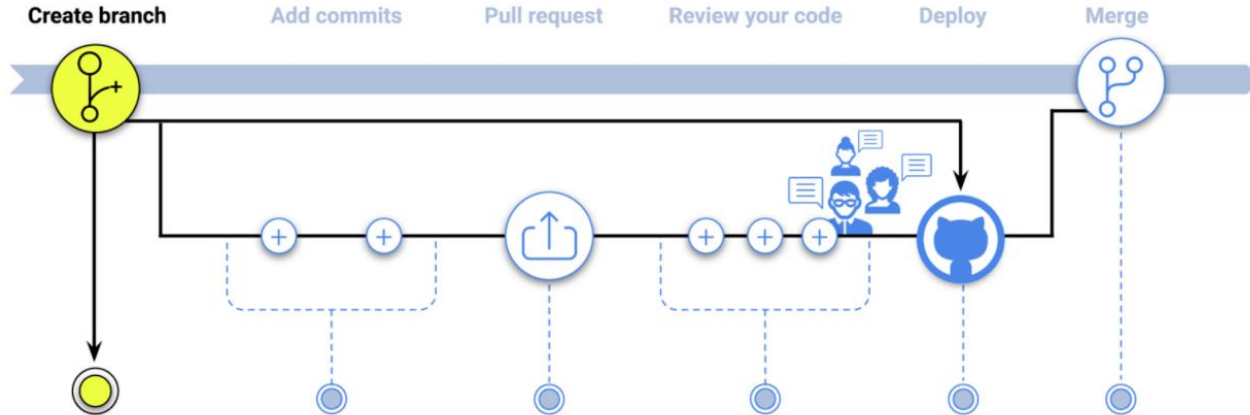 Create branch
Add commits
Pull request
Review your code
Deploy
Merge